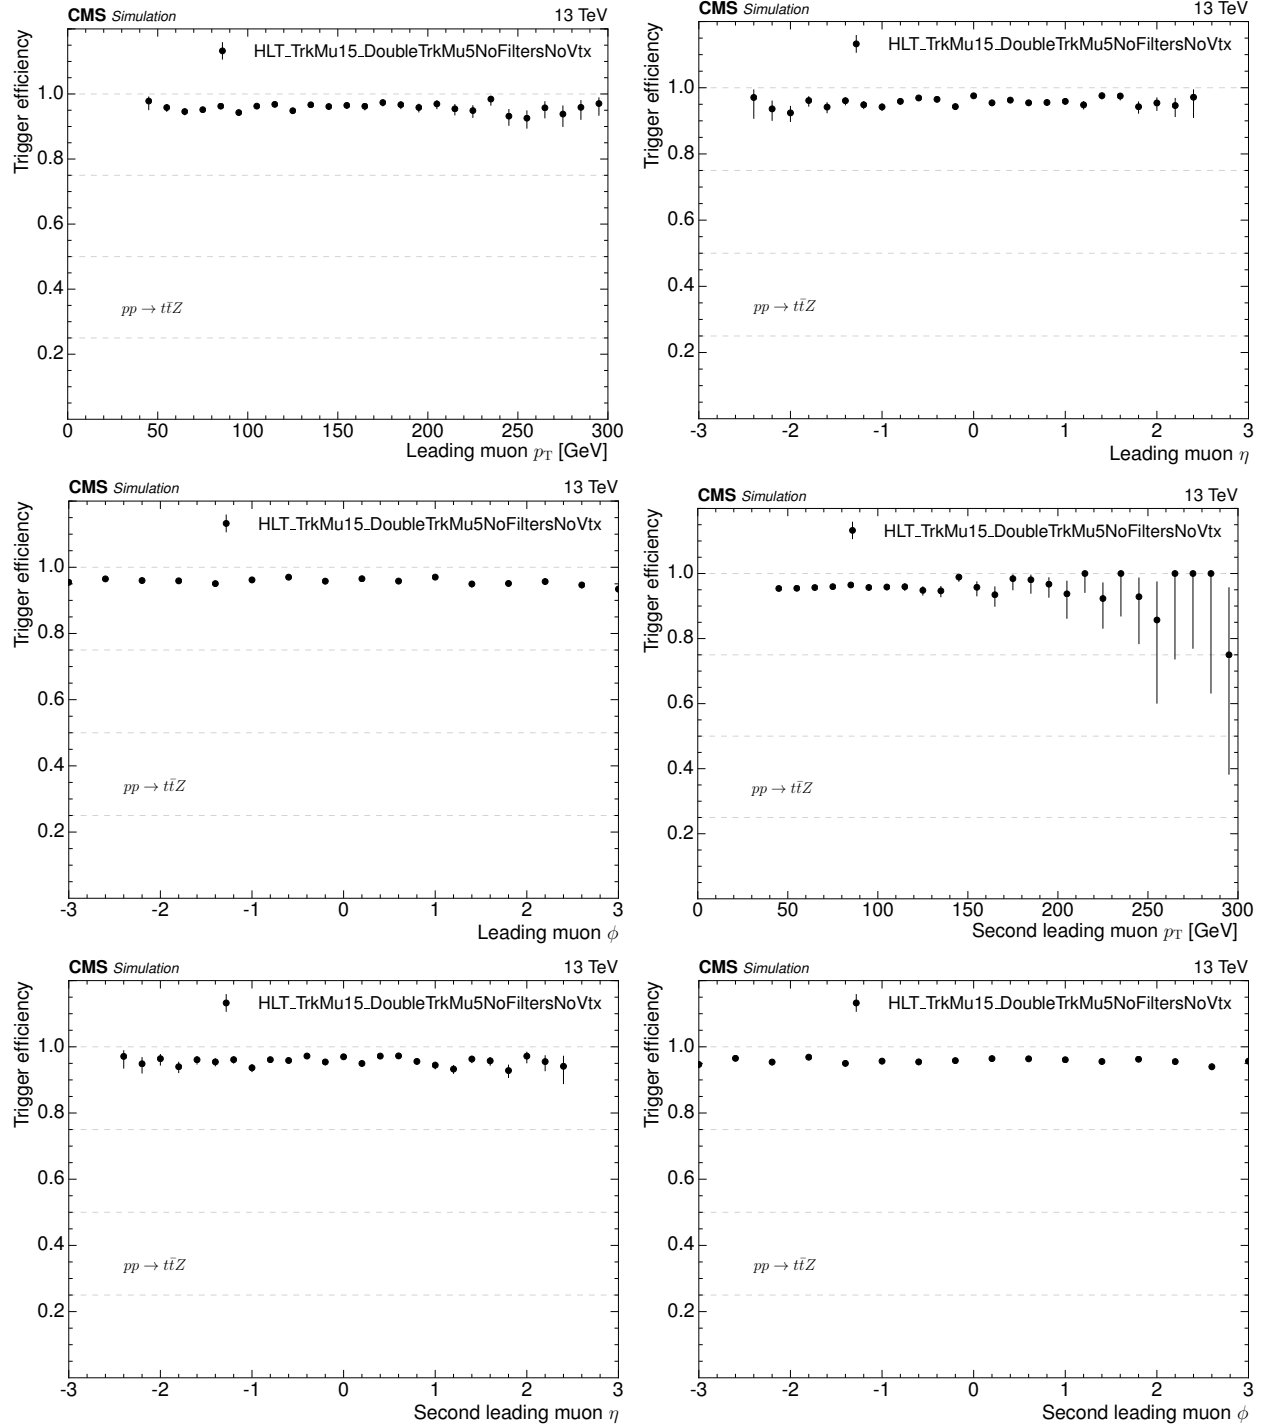 CMS Simulation 13 TeV
HLT_TrkMu15_DoubleTrkMu5NoFiltersNoVtx
Trigger efficiency
1.0
0.8
0.6
0.4
0.2
pp → tt̄Z
0 50 100 150 200 250 300
Leading muon p_T [GeV]
CMS Simulation 13 TeV
HLT_TrkMu15_DoubleTrkMu5NoFiltersNoVtx
Trigger efficiency
1.0
0.8
0.6
0.4
0.2
pp → tt̄Z
-3 -2 -1 0 1 2 3
Leading muon η
CMS Simulation 13 TeV
HLT_TrkMu15_DoubleTrkMu5NoFiltersNoVtx
Trigger efficiency
1.0
0.8
0.6
0.4
0.2
pp → tt̄Z
-3 -2 -1 0 1 2 3
Leading muon ϕ
CMS Simulation 13 TeV
HLT_TrkMu15_DoubleTrkMu5NoFiltersNoVtx
Trigger efficiency
1.0
0.8
0.6
0.4
0.2
pp → tt̄Z
0 50 100 150 200 250 300
Second leading muon p_T [GeV]
CMS Simulation 13 TeV
HLT_TrkMu15_DoubleTrkMu5NoFiltersNoVtx
Trigger efficiency
1.0
0.8
0.6
0.4
0.2
pp → tt̄Z
-3 -2 -1 0 1 2 3
Second leading muon η
CMS Simulation 13 TeV
HLT_TrkMu15_DoubleTrkMu5NoFiltersNoVtx
Trigger efficiency
1.0
0.8
0.6
0.4
0.2
pp → tt̄Z
-3 -2 -1 0 1 2 3
Second leading muon ϕ